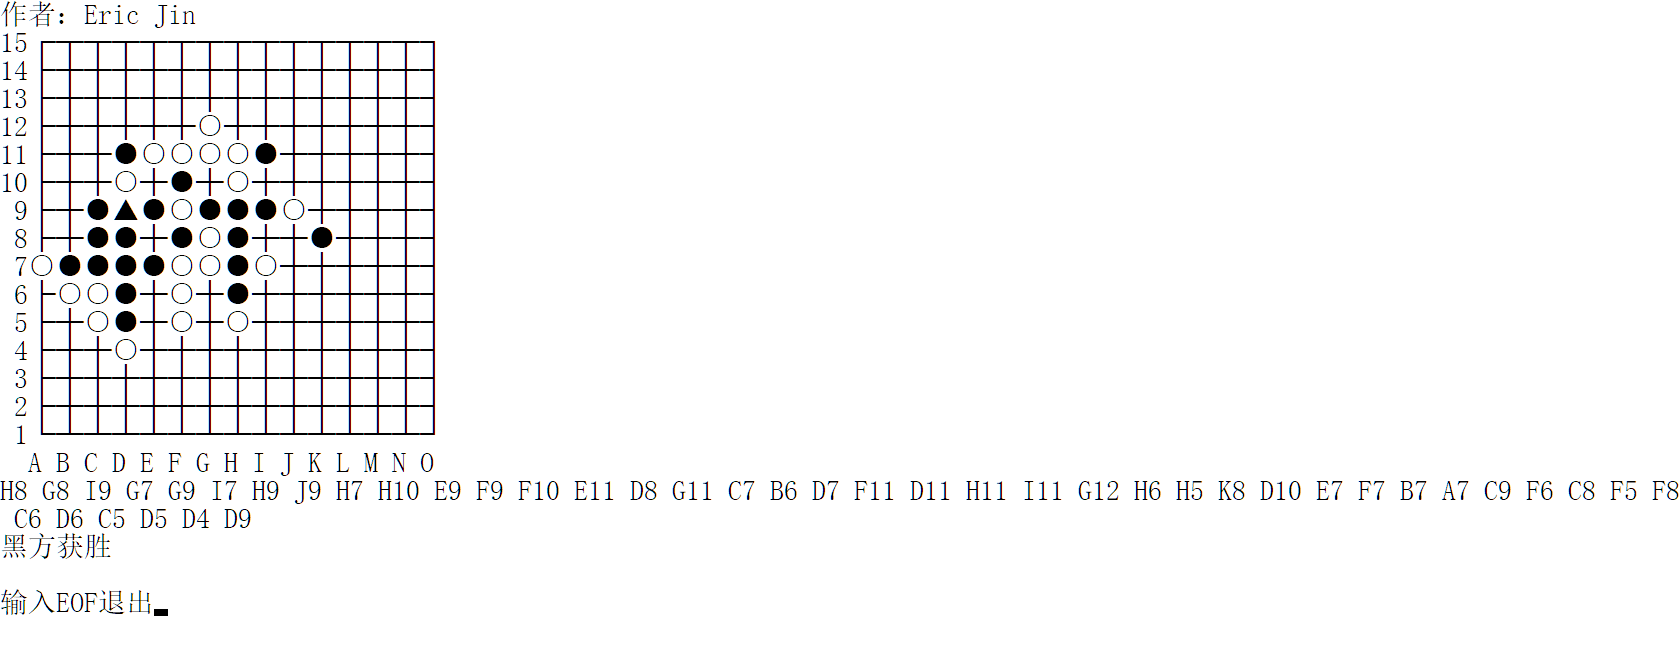 作者：Eric Jin
15
14
13
12
11
10
9
8
7
6
5
4
3
2
1
A B C D E F G H I J K L M N O
H8 G8 I9 G7 G9 I7 H9 J9 H7 H10 E9 F9 F10 E11 D8 G11 C7 B6 D7 F11 D11 H11 I11 G12 H6 H5 K8 D10 E7 F7 B7 A7 C9 F6 C8 F5 F8
C6 D6 C5 D5 D4 D9
黑方获胜
输入EOF退出